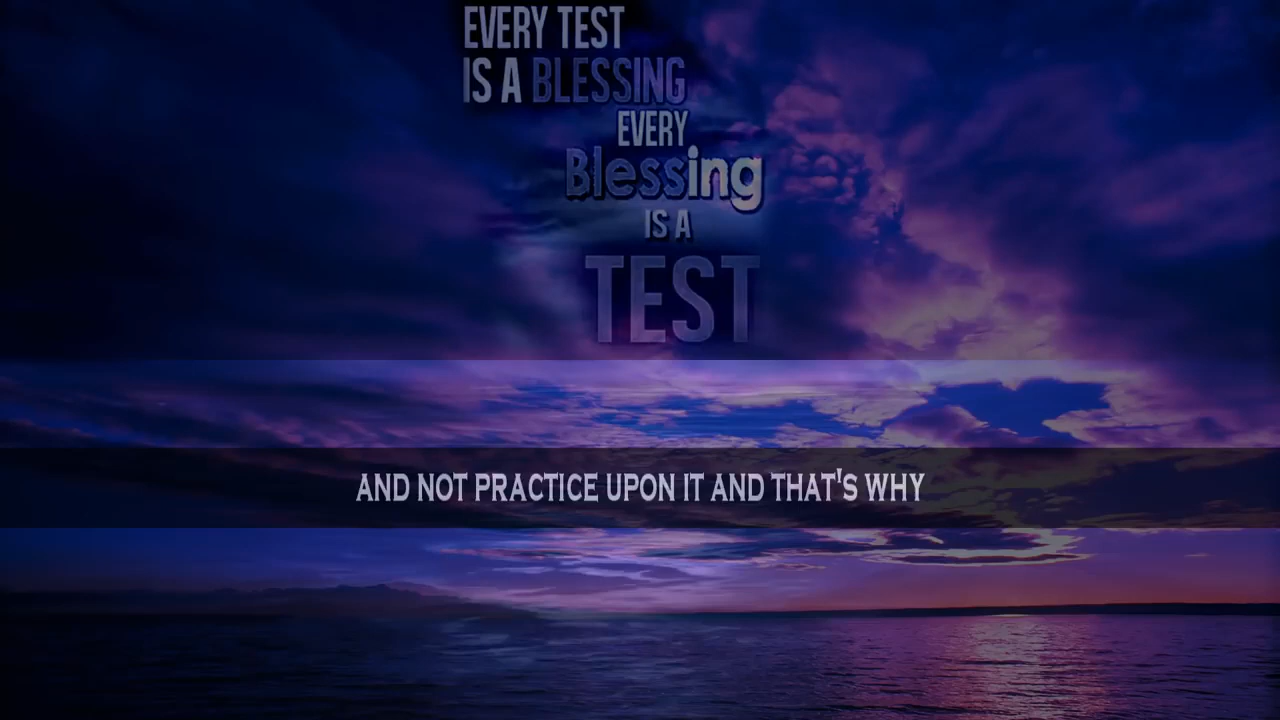 EVERY TEST
IS A BLESSING
EVERY
Blessing
IS A
TEST
AND NOT PRACTICE UPON IT AND THAT'S WHY